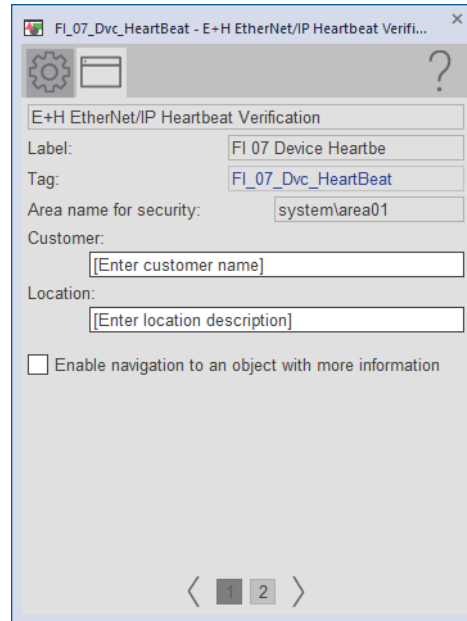 FI_07_Dvc_HeartBeat - E+H EtherNet/IP Heartbeat Verifi...
E+H EtherNet/IP Heartbeat Verification
Label: FI 07 Device Heartbe
Tag: FI_07_Dvc_HeartBeat
Area name for security: system\area01
Customer:
[Enter customer name]
Location:
[Enter location description]
Enable navigation to an object with more information
1 2